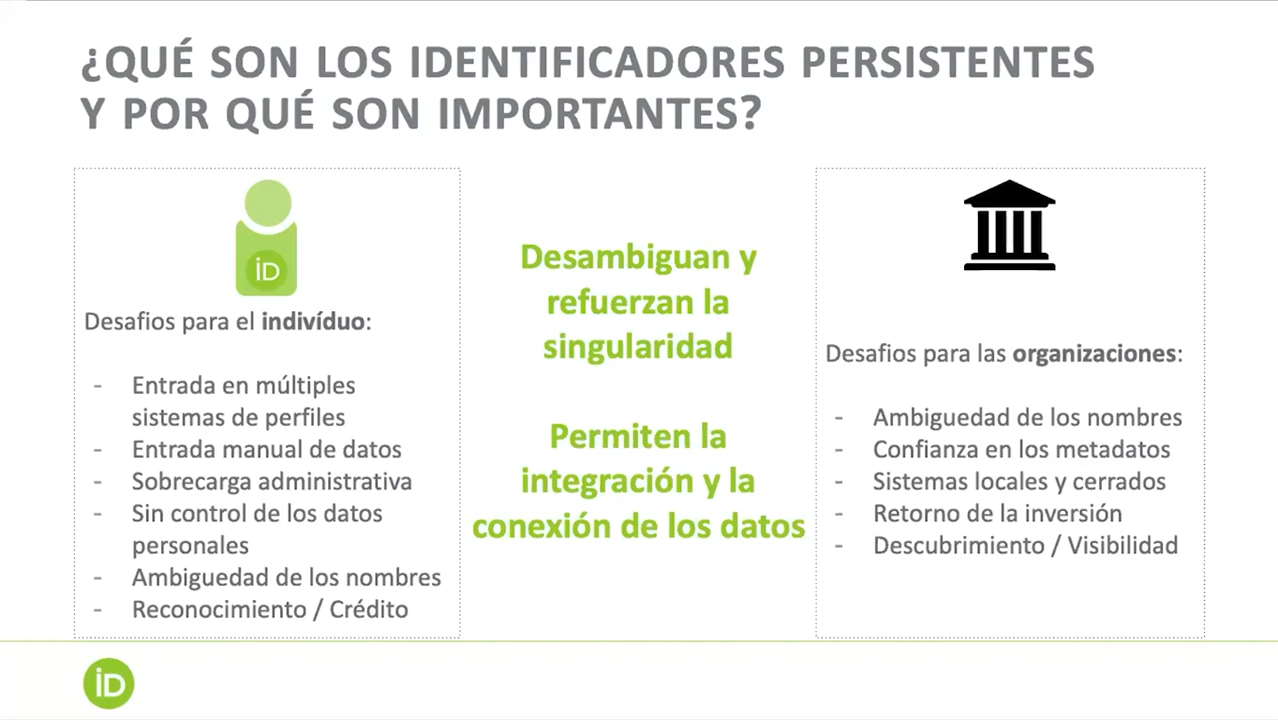 ¿QUÉ SON LOS IDENTIFICADORES PERSISTENTES
Y POR QUÉ SON IMPORTANTES?
iD
Desafios para el indivíduo:
- Entrada en múltiples
sistemas de perfiles
- Entrada manual de datos
- Sobrecarga administrativa
- Sin control de los datos
personales
- Ambiguedad de los nombres
- Reconocimiento / Crédito
Desambiguan y
refuerzan la
singularidad
Permiten la
integración y la
conexión de los datos
Desafios para las organizaciones:
- Ambiguedad de los nombres
- Confianza en los metadatos
- Sistemas locales y cerrados
- Retorno de la inversión
- Descubrimiento / Visibilidad
iD